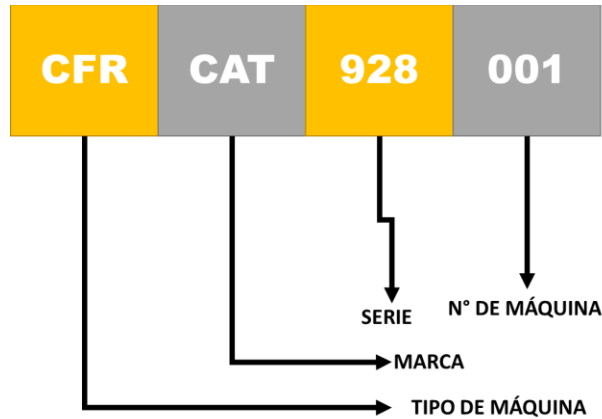 CFR CAT 928 001
SERIE N° DE MÁQUINA
MARCA
TIPO DE MÁQUINA